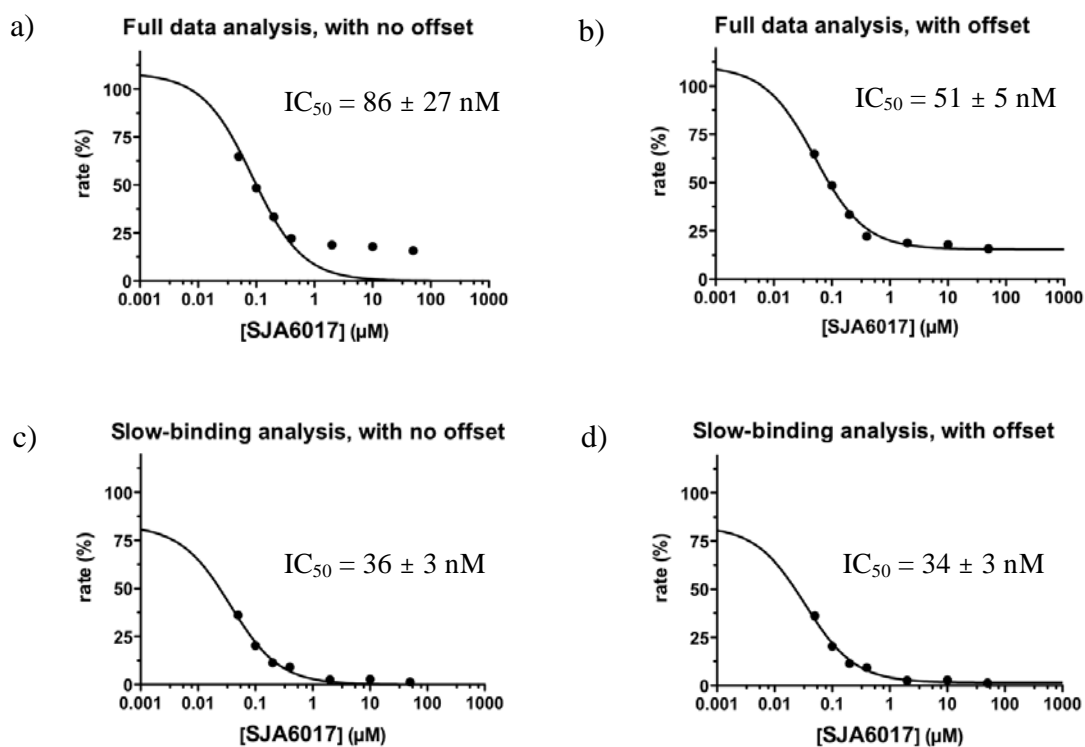 a)
Full data analysis, with no offset
IC50 = 86 ± 27 nM
rate (%)
100
75
50
25
0
0.001 0.01 0.1 1 10 100 1000
[SJA6017] (µM)
b)
Full data analysis, with offset
IC50 = 51 ± 5 nM
rate (%)
100
75
50
25
0
0.001 0.01 0.1 1 10 100 1000
[SJA6017] (µM)
c)
Slow-binding analysis, with no offset
IC50 = 36 ± 3 nM
rate (%)
100
75
50
25
0
0.001 0.01 0.1 1 10 100 1000
[SJA6017] (µM)
d)
Slow-binding analysis, with offset
IC50 = 34 ± 3 nM
rate (%)
100
75
50
25
0
0.001 0.01 0.1 1 10 100 1000
[SJA6017] (µM)